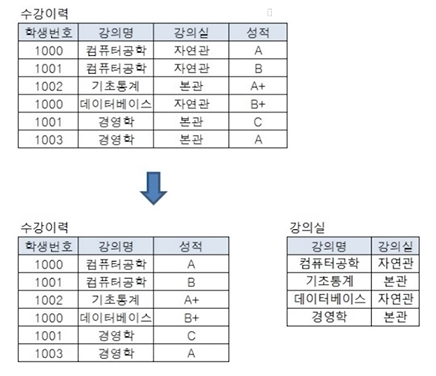 수강이력
학생번호 강의명 강의실 성적
1000 컴퓨터공학 자연관 A
1001 컴퓨터공학 자연관 B
1002 기초통계 본관 A+
1000 데이터베이스 자연관 B+
1001 경영학 본관 C
1003 경영학 본관 A
수강이력
학생번호 강의명 성적
1000 컴퓨터공학 A
1001 컴퓨터공학 B
1002 기초통계 A+
1000 데이터베이스 B+
1001 경영학 C
1003 경영학 A
강의실
강의명 강의실
컴퓨터공학 자연관
기초통계 본관
데이터베이스 자연관
경영학 본관